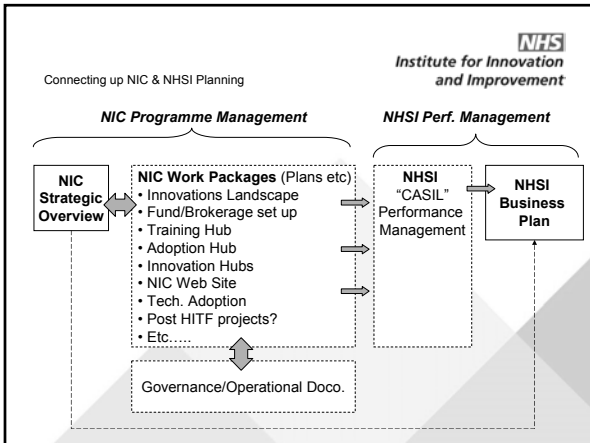 NHS
Institute for Innovation
and Improvement
Connecting up NIC & NHSI Planning
NIC Programme Management
NHSI Perf. Management
NIC
Strategic
Overview
NIC Work Packages (Plans etc)
• Innovations Landscape
• Fund/Brokerage set up
• Training Hub
• Adoption Hub
• Innovation Hubs
• NIC Web Site
• Tech. Adoption
• Post HITF projects?
• Etc…..
NHSI
“CASIL”
Performance
Management
NHSI
Business
Plan
Governance/Operational Doco.